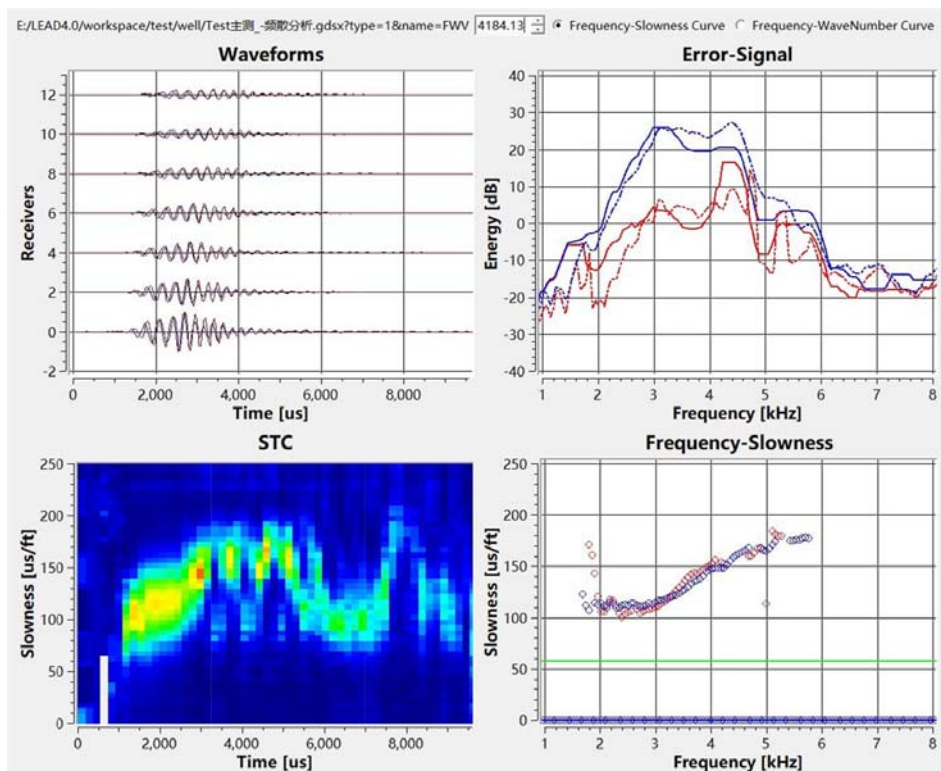 E:/LEAD4.0/workspace/test/well/Test主测_-频散分析.gdsx?type=1&name=FWV 4184.13 Frequency-Slowness Curve Frequency-WaveNumber Curve
Waveforms
12
10
8
6
4
2
0
-2
Receivers
0 2,000 4,000 6,000 8,000
Time [us]
Error-Signal
40
30
20
10
0
-10
-20
-30
-40
Energy [dB]
1 2 3 4 5 6 7 8
Frequency [kHz]
STC
250
200
150
100
50
0
Slowness [us/ft]
0 2,000 4,000 6,000 8,000
Time [us]
Frequency-Slowness
250
200
150
100
50
0
Slowness [us/ft]
1 2 3 4 5 6 7 8
Frequency [kHz]